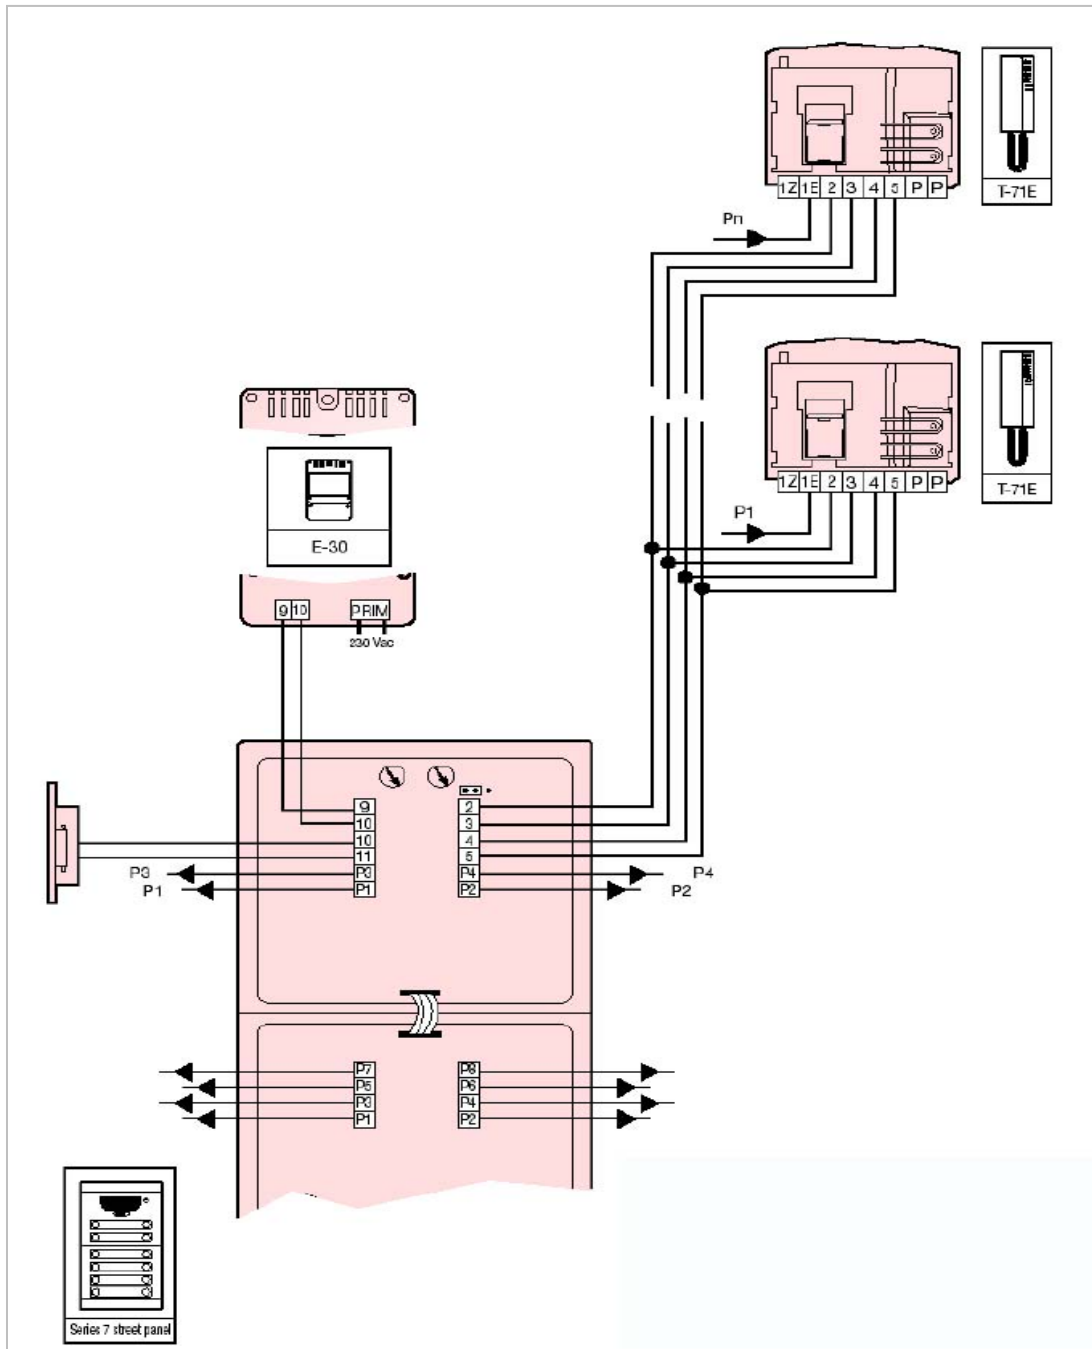 1Z 1E 2 3 4 5 P P
T-71E
Pn
1Z 1E 2 3 4 5 P P
T-71E
P1
E-30
9 10 PRIM
230 Vac
9 2
10 3
10 4
11 5
P3 P3 P4 P4
P1 P1 P2 P2
P7 P8
P5 P6
P3 P4
P1 P2
Series 7 street panel